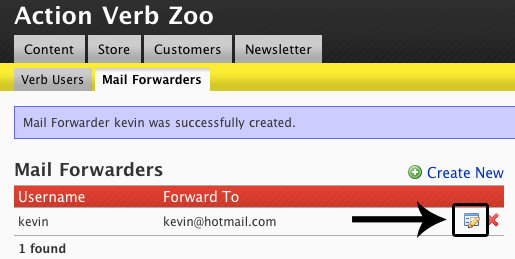 Action Verb Zoo
Content Store Customers Newsletter
Verb Users Mail Forwarders
Mail Forwarder kevin was successfully created.
Mail Forwarders Create New
Username Forward To
kevin kevin@hotmail.com
1 found